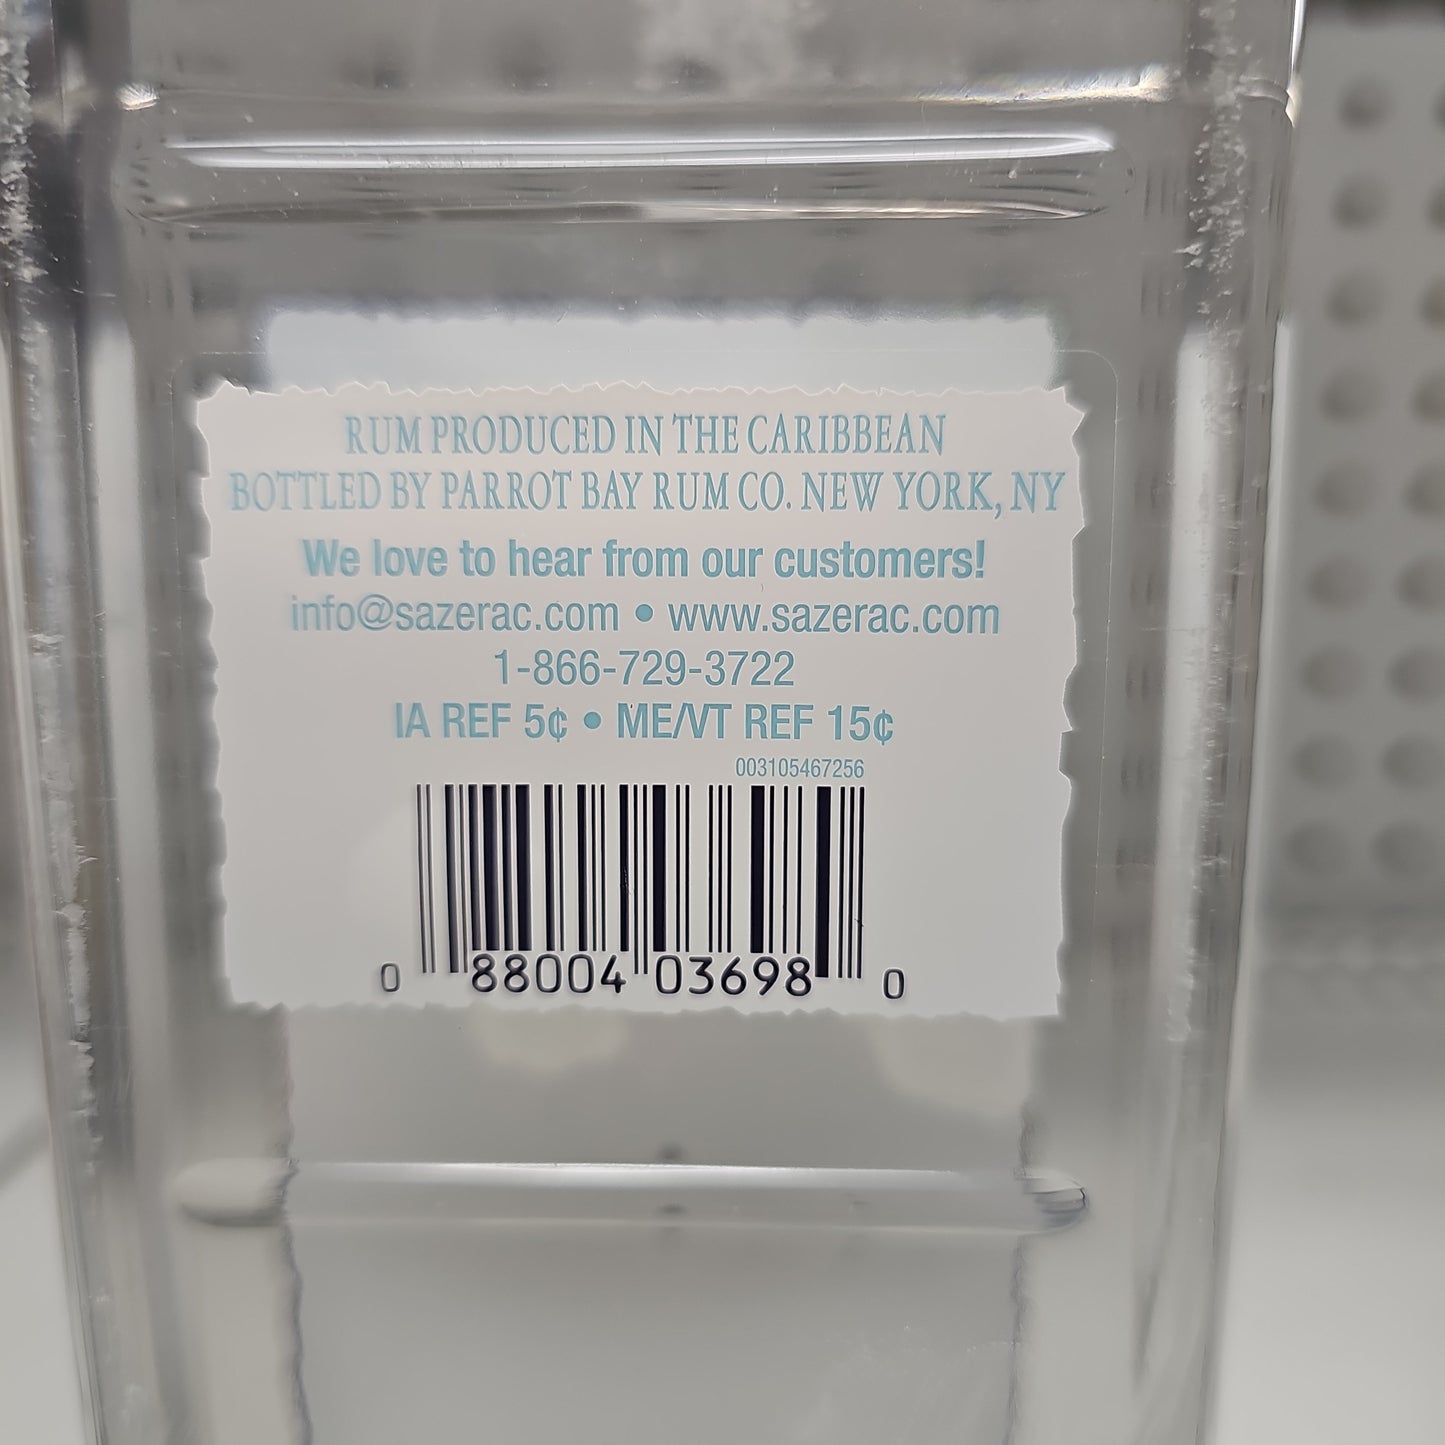 RUM PRODUCED IN THE CARIBBEAN
BOTTLED BY PARROT BAY RUM CO. NEW YORK, NY
We love to hear from our customers!
info@sazerac.com • www.sazerac.com
1-866-729-3722
IA REF 5¢ • ME/VT REF 15¢
003105467256
0 88004 03698 0